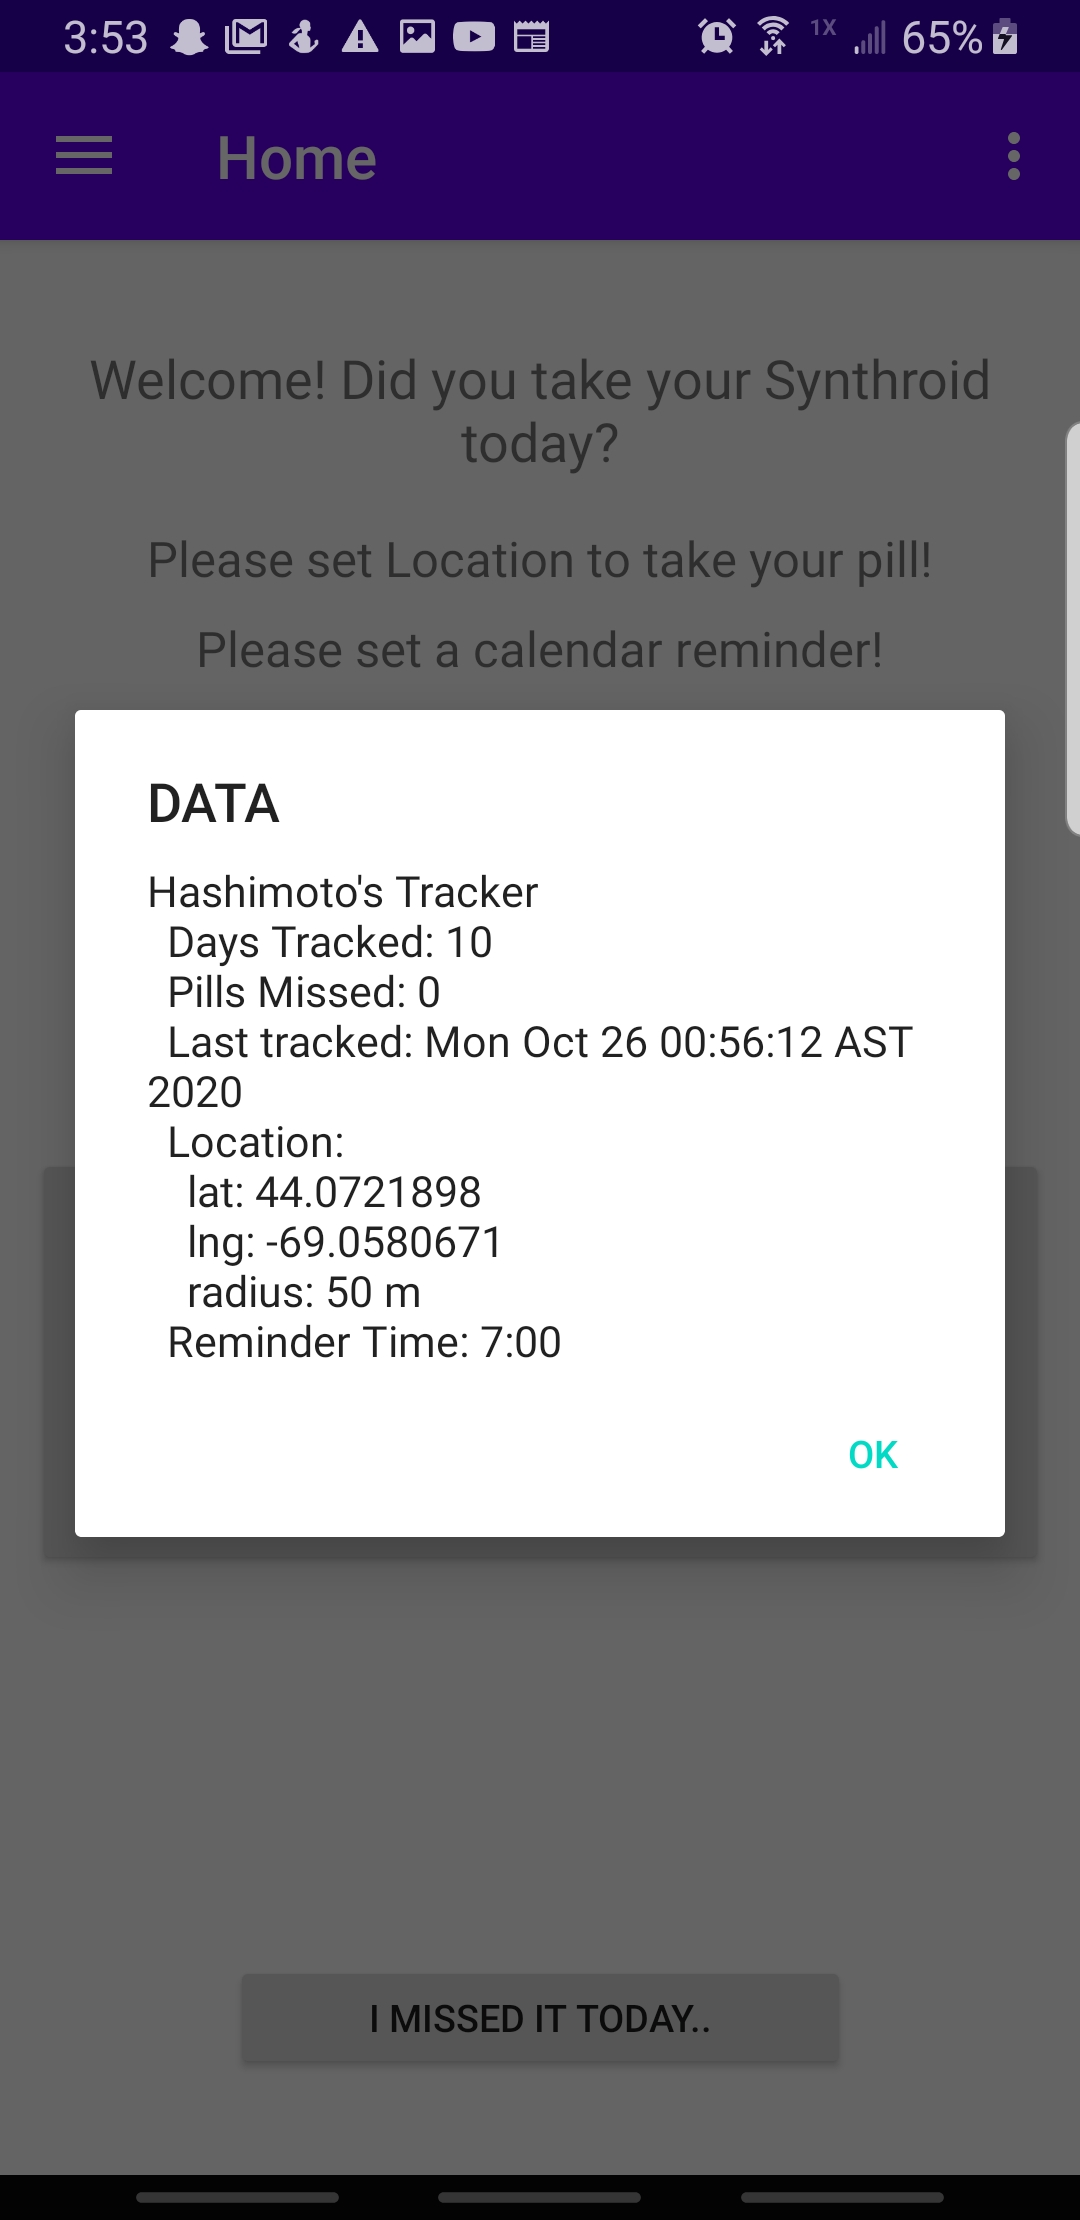 3:53
1X
65%
Home
Welcome! Did you take your Synthroid
today?
Please set Location to take your pill!
Please set a calendar reminder!
DATA
Hashimoto's Tracker
Days Tracked: 10
Pills Missed: 0
Last tracked: Mon Oct 26 00:56:12 AST
2020
Location:
lat: 44.0721898
lng: -69.0580671
radius: 50 m
Reminder Time: 7:00
OK
I MISSED IT TODAY..